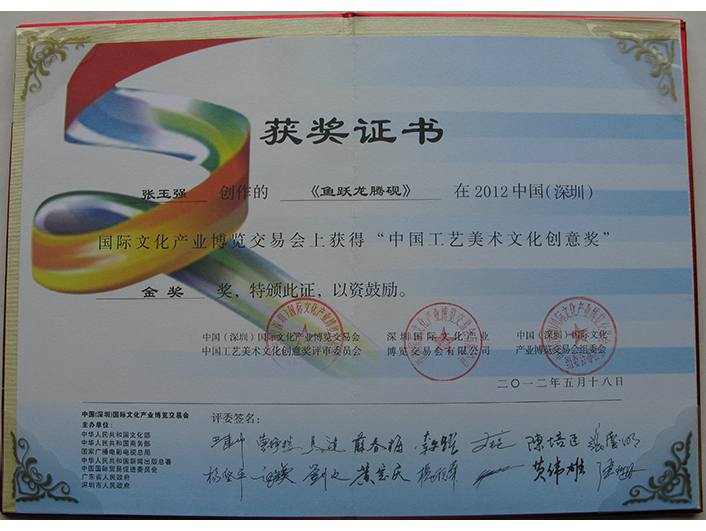 获奖证书
张玉强 创作的 《鱼跃龙腾砚》 在2012中国(深圳)
国际文化产业博览交易会上获得“中国工艺美术文化创意奖”
金奖 奖，特颁此证，以资鼓励。
中国（深圳）国际文化产业博览交易会
中国工艺美术文化创意奖评审委员会
深圳国际文化产业
博览交易会有限公司
中国（深圳）国际文化
产业博览交易会组委会
二〇一二年五月十八日
中国(深圳)国际文化产业博览交易会
主办单位：
中华人民共和国文化部
中华人民共和国商务部
国家广播电影电视总局
中华人民共和国新闻出版总署
中国国际贸易促进委员会
广东省人民政府
深圳市人民政府
评委签名：
陈培臣
黄伟雄